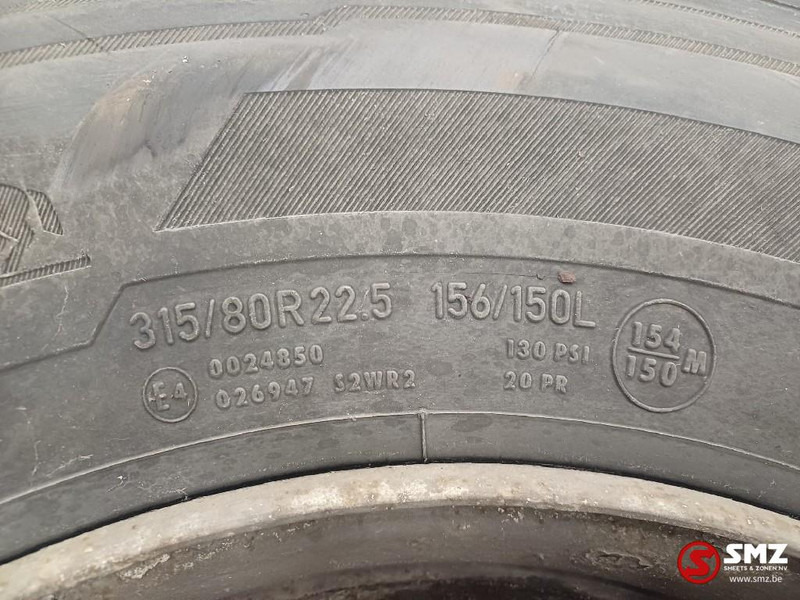 315/80R22.5 156/150L
154/150 M
E4 0024850 130 PSI
026947 S2WR2 20 PR
SMZ
SHEETS & ZONEN NV
www.smz.be